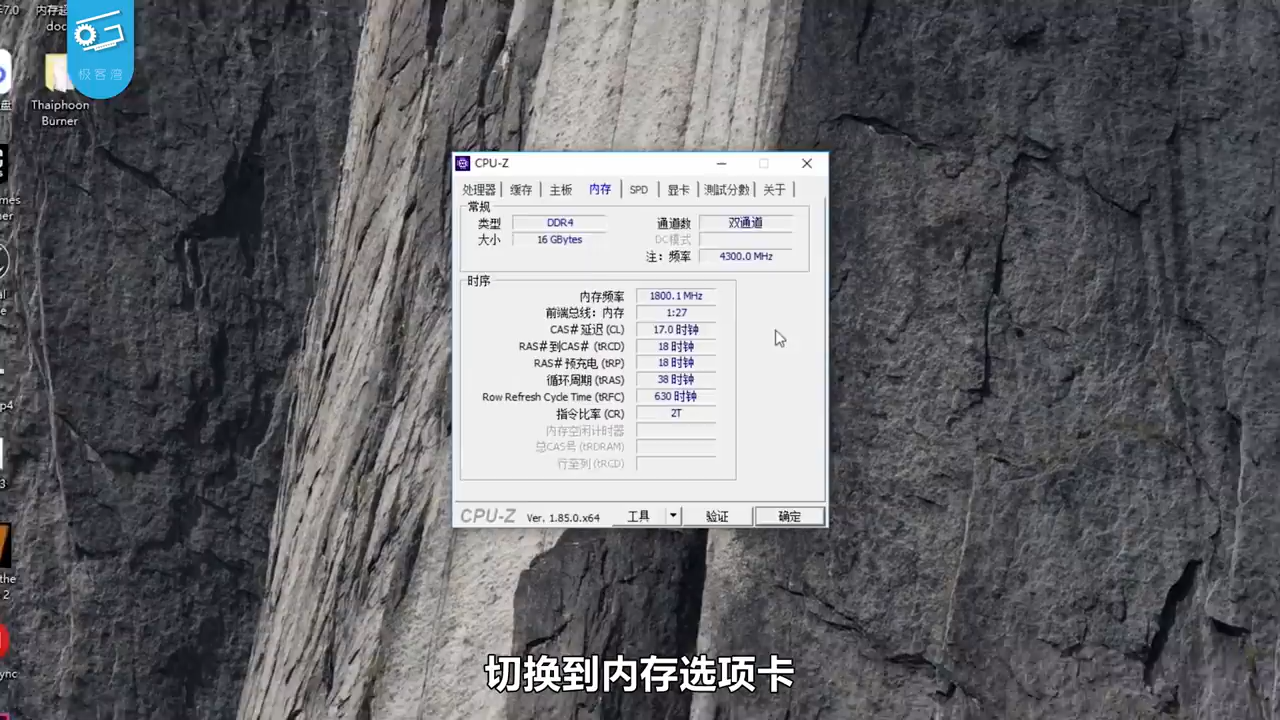 内存超
doc
极客湾
Thaiphoon
Burner
CPU-Z
处理器 缓存 主板 内存 SPD 显卡 测试分数 关于
常规
类型 DDR4 通道数 双通道
大小 16 GBytes DC模式
注：频率 4300.0 MHz
时序
内存频率 1800.1 MHz
前端总线：内存 1:27
CAS# 延迟 (CL) 17.0 时钟
RAS# 到CAS# (tRCD) 18 时钟
RAS# 预充电 (tRP) 18 时钟
循环周期 (tRAS) 38 时钟
Row Refresh Cycle Time (tRFC) 630 时钟
指令比率 (CR) 2T
内存空闲计时器
总CAS号 (tRDRAM)
行至列 (tRCD)
CPU-Z Ver. 1.85.0.x64 工具 验证 确定
切换到内存选项卡